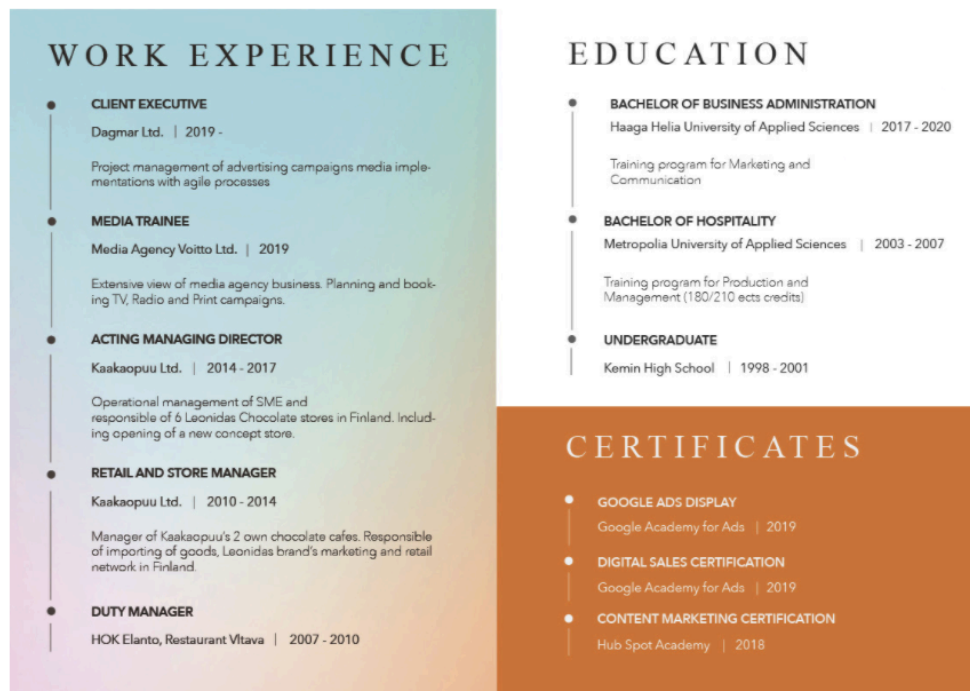 WORK EXPERIENCE
CLIENT EXECUTIVE
Dagmar Ltd. | 2019 -
Project management of advertising campaigns media imple-
mentations with agile processes
MEDIA TRAINEE
Media Agency Voitto Ltd. | 2019
Extensive view of media agency business. Planning and book-
ing TV, Radio and Print campaigns.
ACTING MANAGING DIRECTOR
Kaakaopuu Ltd. | 2014 - 2017
Operational management of SME and
responsible of 6 Leonidas Chocolate stores in Finland. Includ-
ing opening of a new concept store.
RETAIL AND STORE MANAGER
Kaakaopuu Ltd. | 2010 - 2014
Manager of Kaakaopuu's 2 own chocolate cafes. Responsible
of importing of goods, Leonidas brand's marketing and retail
network in Finland.
DUTY MANAGER
HOK Elanto, Restaurant Vltava | 2007 - 2010
EDUCATION
BACHELOR OF BUSINESS ADMINISTRATION
Haaga Helia University of Applied Sciences | 2017 - 2020
Training program for Marketing and
Communication
BACHELOR OF HOSPITALITY
Metropolia University of Applied Sciences | 2003 - 2007
Training program for Production and
Management (180/210 ects credits)
UNDERGRADUATE
Kemin High School | 1998 - 2001
CERTIFICATES
GOOGLE ADS DISPLAY
Google Academy for Ads | 2019
DIGITAL SALES CERTIFICATION
Google Academy for Ads | 2019
CONTENT MARKETING CERTIFICATION
Hub Spot Academy | 2018